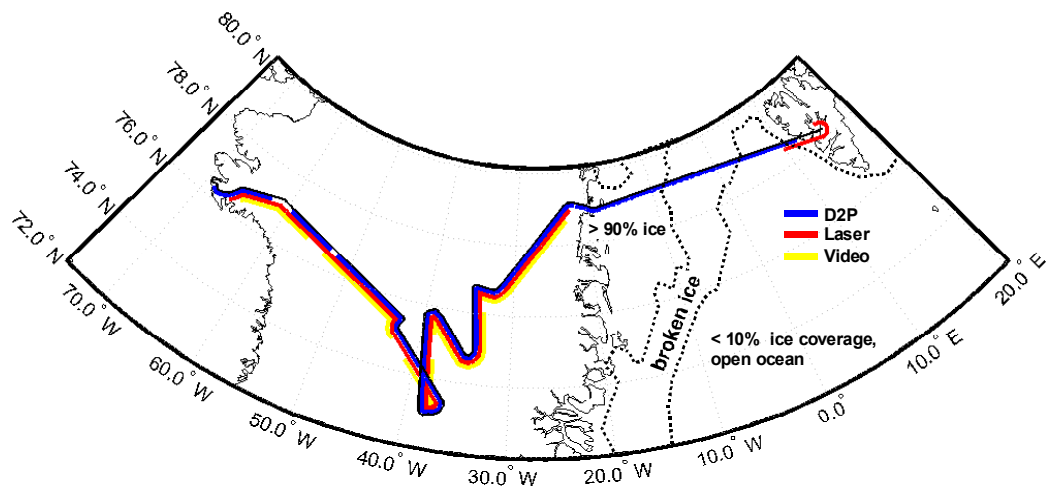 80.0° N
78.0° N
76.0° N
74.0° N
72.0° N
D2P
Laser
Video
> 90% ice
broken ice
< 10% ice coverage,
open ocean
70.0° W
60.0° W
50.0° W
40.0° W
30.0° W
20.0° W
10.0° W
0.0°
10.0° E
20.0° E